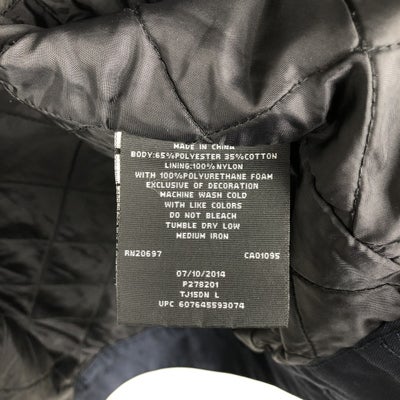 MADE IN CHINA
BODY:65%POLYESTER 35%COTTON
LINING:100%NYLON
WITH 100%POLYURETHANE FOAM
EXCLUSIVE OF DECORATION
MACHINE WASH COLD
WITH LIKE COLORS
DO NOT BLEACH
TUMBLE DRY LOW
MEDIUM IRON
RN20697 CA01095
07/10/2014
P278201
TJ15DN L
UPC 607645593074